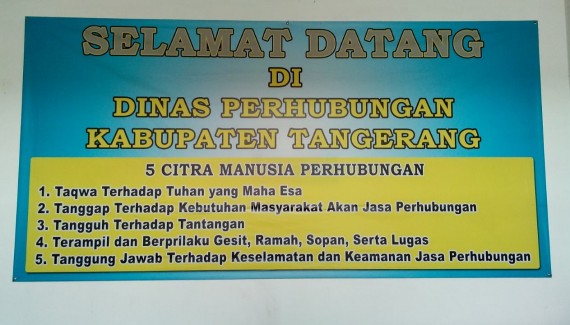 SELAMAT DATANG
DI
DINAS PERHUBUNGAN
KABUPATEN TANGERANG
5 CITRA MANUSIA PERHUBUNGAN
1. Taqwa Terhadap Tuhan yang Maha Esa
2. Tanggap Terhadap Kebutuhan Masyarakat Akan Jasa Perhubungan
3. Tangguh Terhadap Tantangan
4. Terampil dan Berprilaku Gesit, Ramah, Sopan, Serta Lugas
5. Tanggung Jawab Terhadap Keselamatan dan Keamanan Jasa Perhubungan